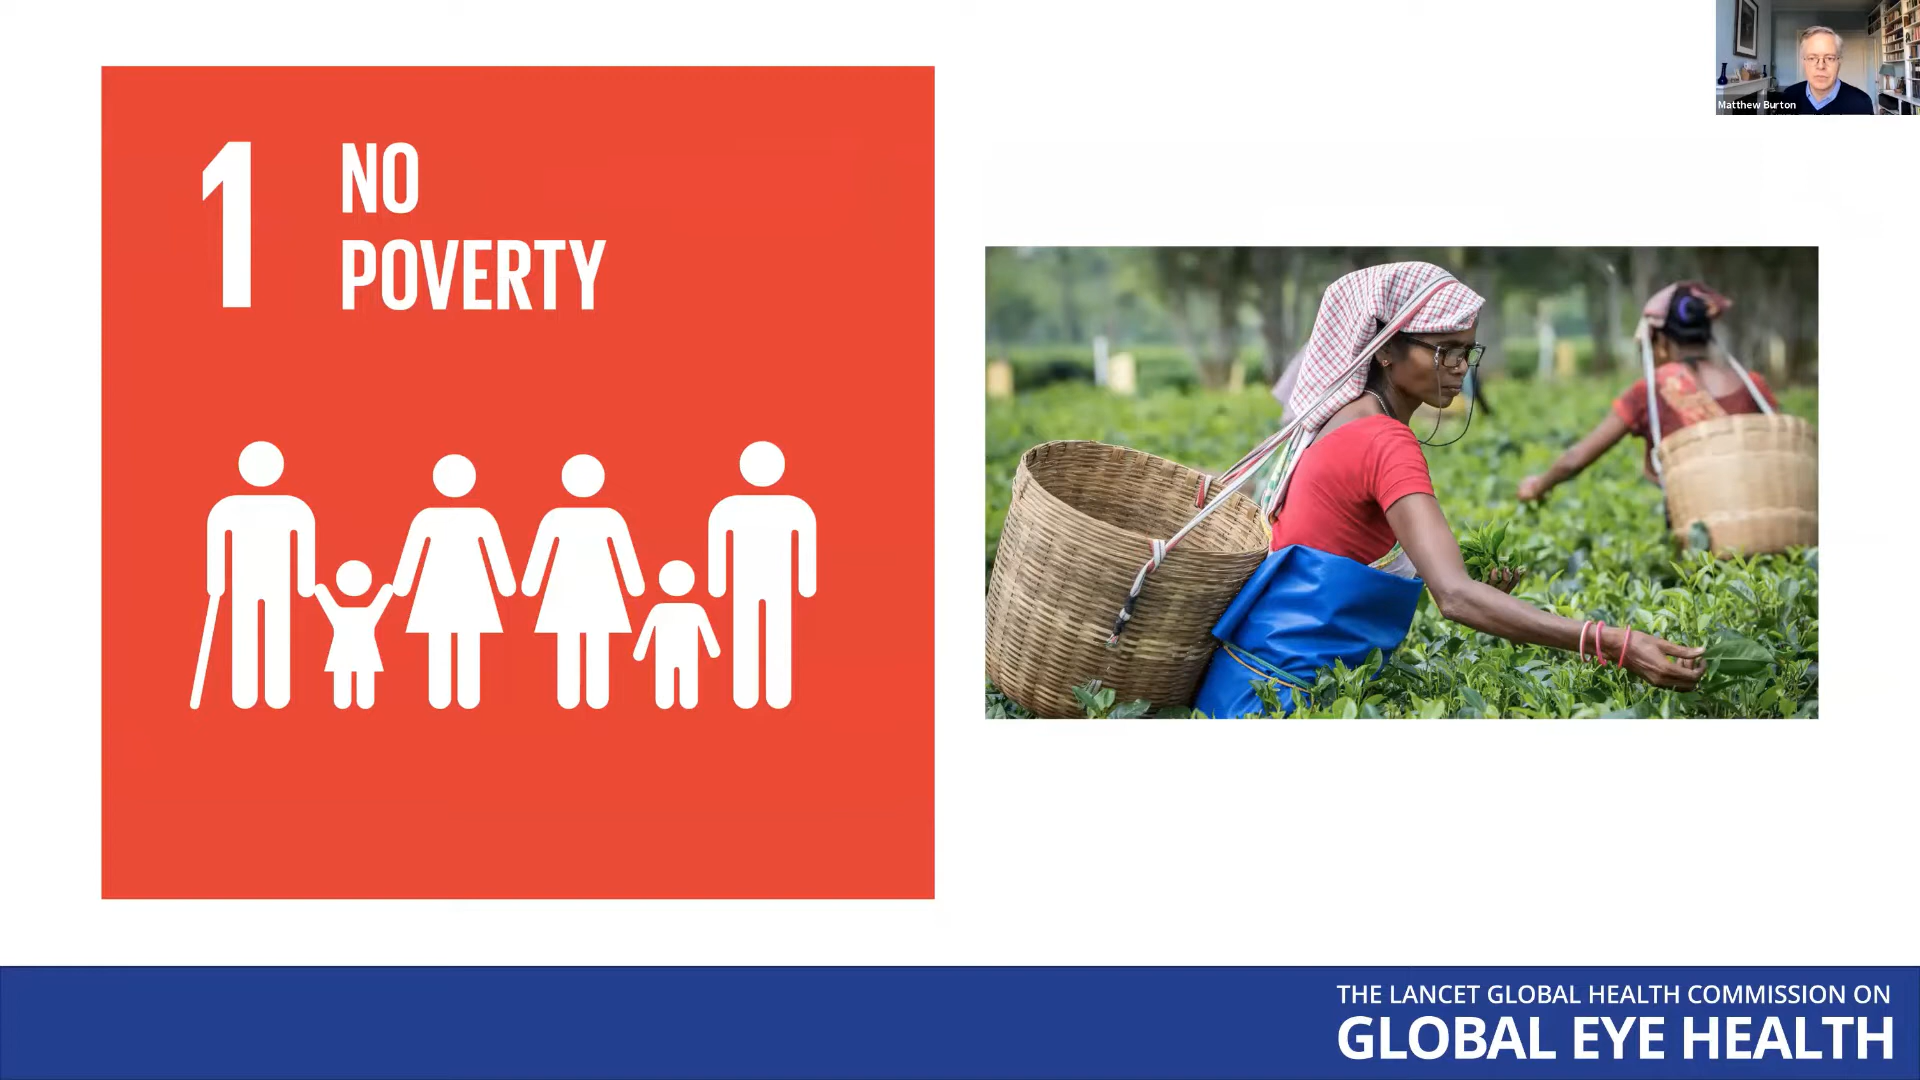 1
NO
POVERTY
Matthew Burton
THE LANCET GLOBAL HEALTH COMMISSION ON
GLOBAL EYE HEALTH